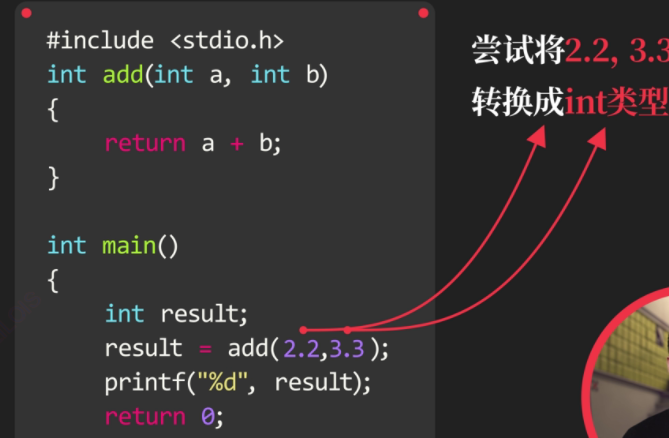 #include <stdio.h>
int add(int a, int b)
{
return a + b;
}
int main()
{
int result;
result = add(2.2,3.3);
printf("%d", result);
return 0;
尝试将2.2, 3.3
转换成int类型